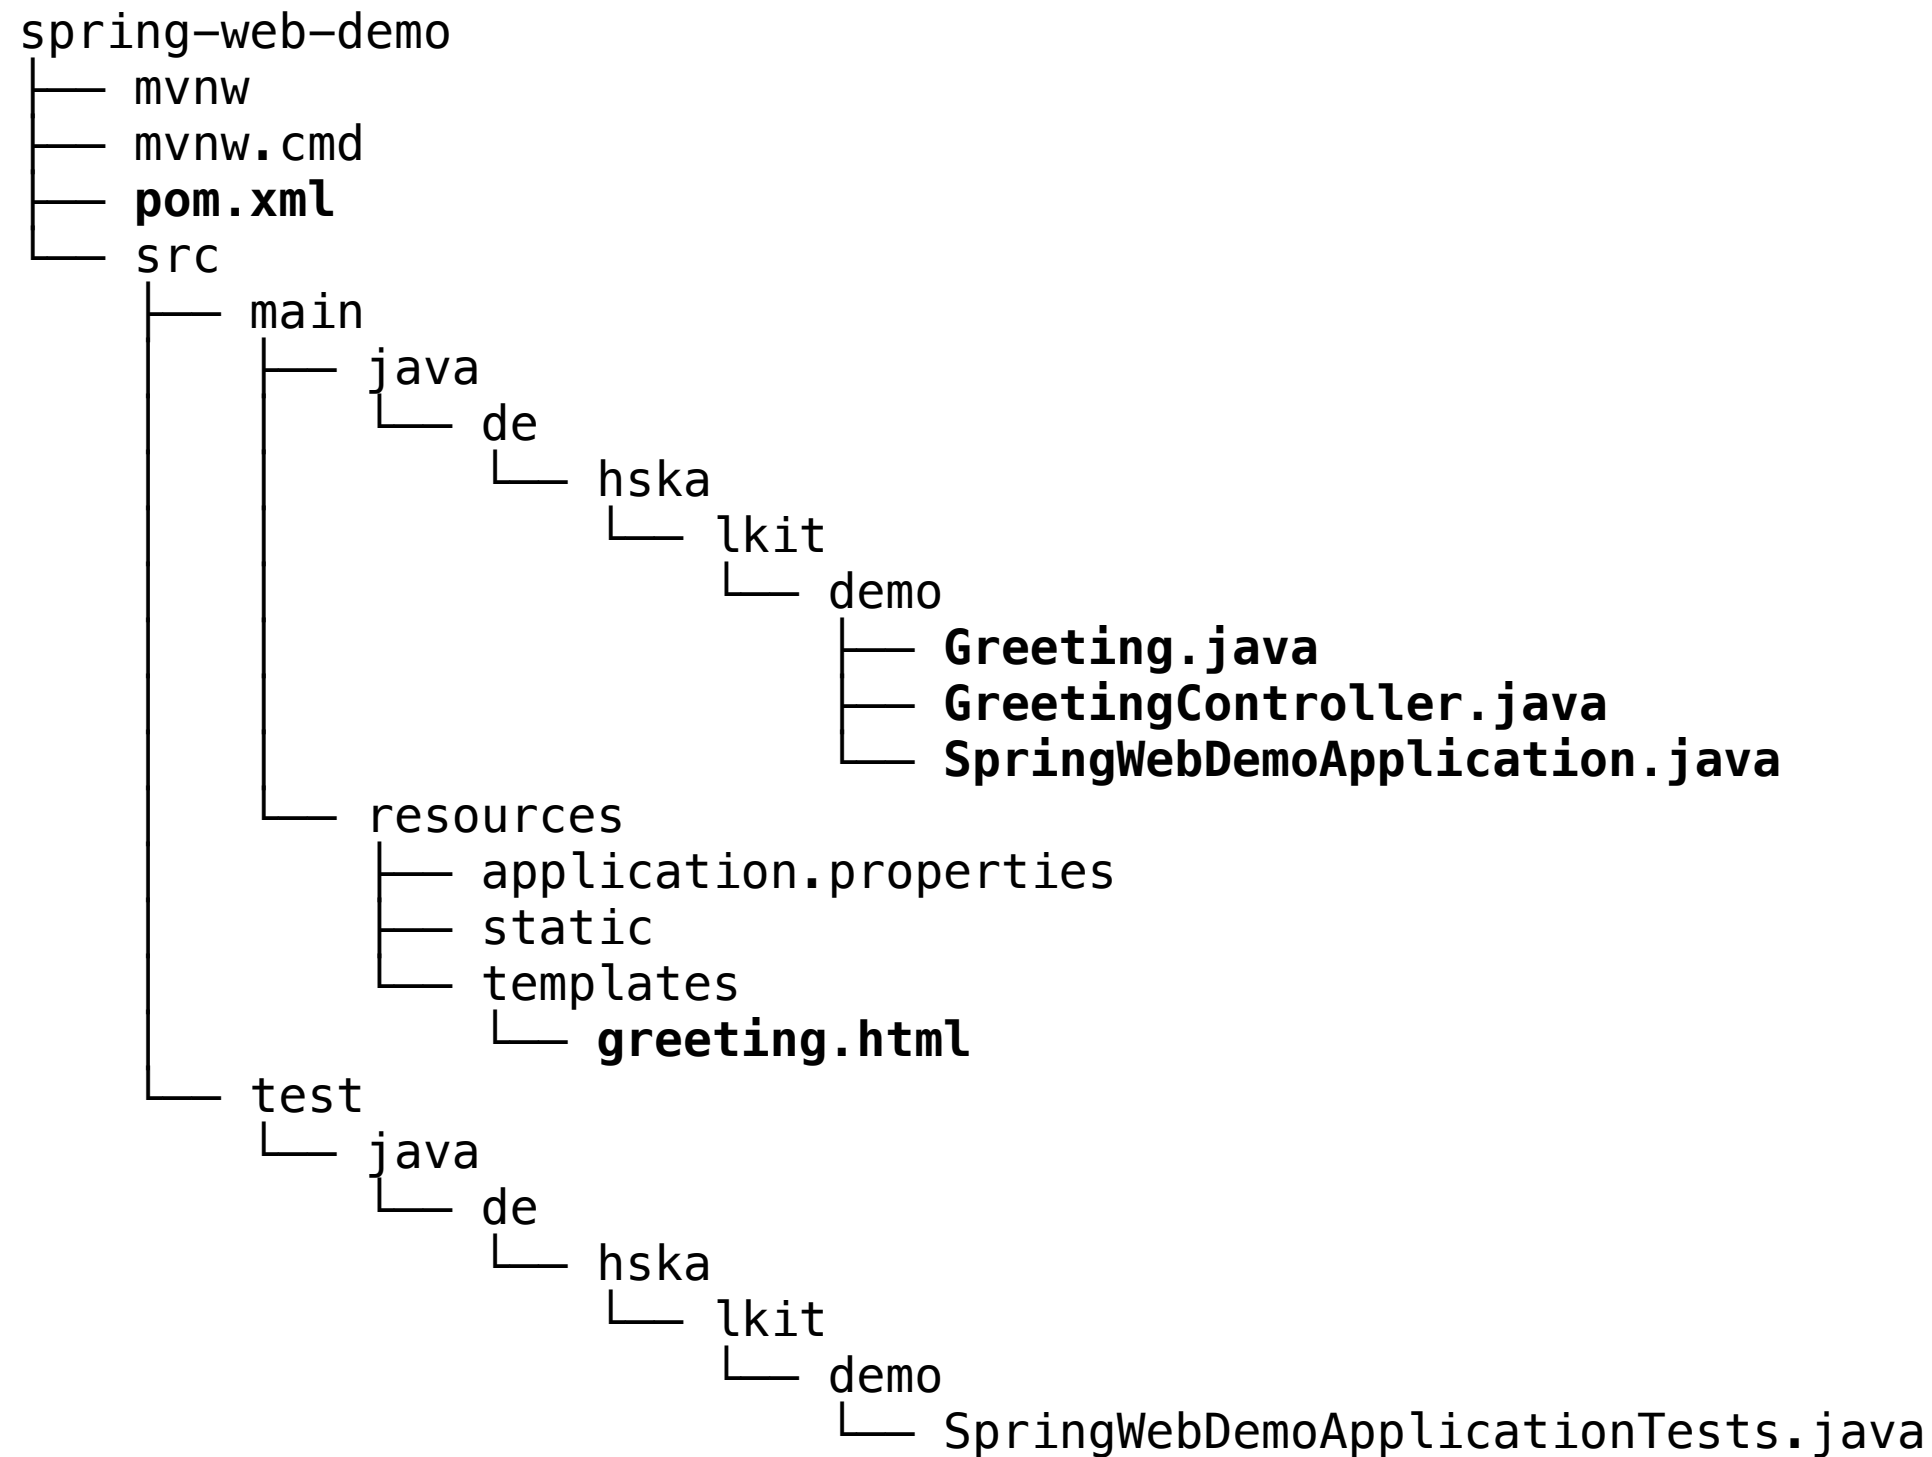 spring-web-demo
├── mvnw
├── mvnw.cmd
├── pom.xml
└── src
    ├── main
    │   ├── java
    │   │   └── de
    │   │       └── hska
    │   │           └── lkit
    │   │               └── demo
    │   │                   ├── Greeting.java
    │   │                   ├── GreetingController.java
    │   │                   └── SpringWebDemoApplication.java
    │   └── resources
    │       ├── application.properties
    │       ├── static
    │       └── templates
    │           └── greeting.html
    └── test
        └── java
            └── de
                └── hska
                    └── lkit
                        └── demo
                            └── SpringWebDemoApplicationTests.java